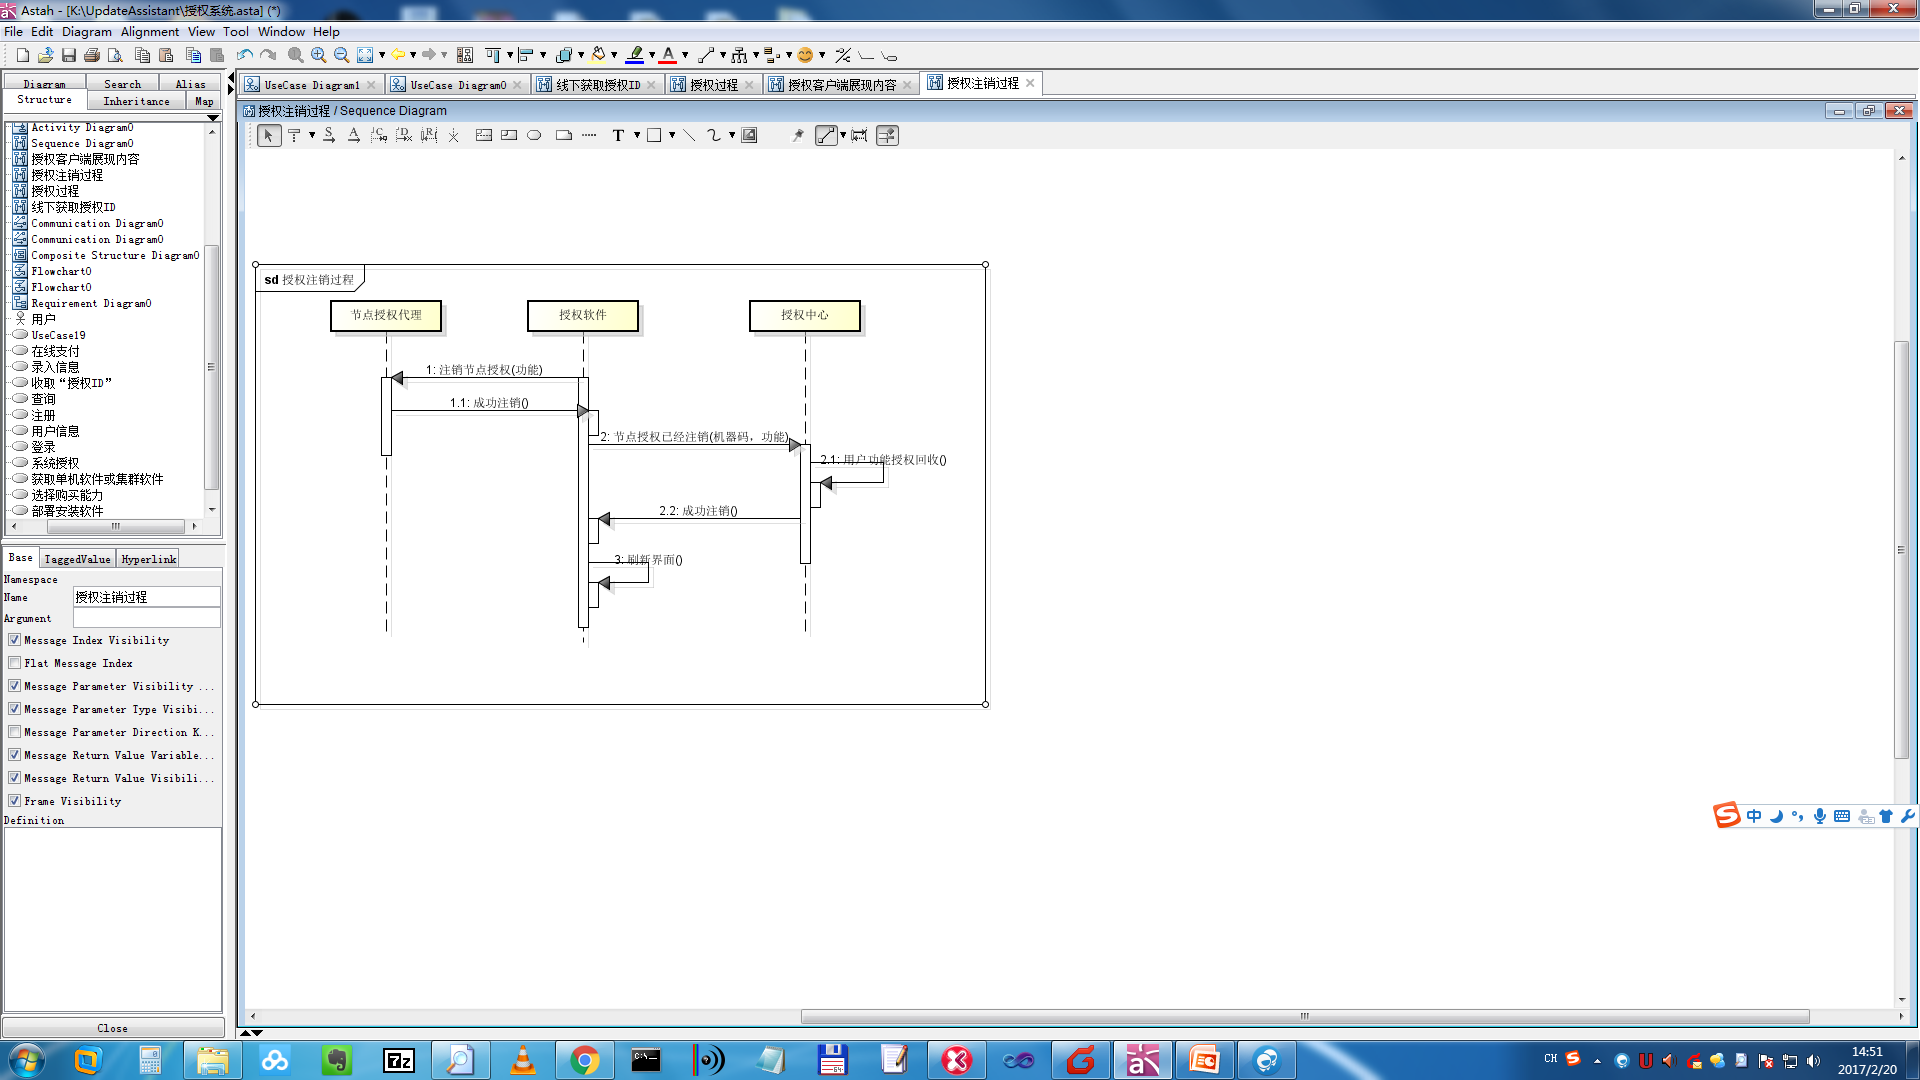 Astah - [K:\UpdateAssistant\授权系统.asta] (*)
File Edit Diagram Alignment View Tool Window Help
Diagram Search Alias
Structure Inheritance Map
UseCase Diagram1 UseCase Diagram0 线下获取授权ID 授权过程 授权客户端展现内容 授权注销过程
授权注销过程 / Sequence Diagram
Activity Diagram0
Sequence Diagram0
授权客户端展现内容
授权注销过程
授权过程
线下获取授权ID
Communication Diagram0
Communication Diagram0
Composite Structure Diagram0
Flowchart0
Flowchart0
Requirement Diagram0
用户
UseCase19
在线支付
录入信息
收取“授权ID”
查询
注册
用户信息
登录
系统授权
获取单机软件或集群软件
选择购买能力
部署安装软件
Base TaggedValue Hyperlink
Namespace
Name 授权注销过程
Argument
Message Index Visibility
Flat Message Index
Message Parameter Visibility ...
Message Parameter Type Visibi...
Message Parameter Direction K...
Message Return Value Variable...
Message Return Value Visibili...
Frame Visibility
Definition
Close
sd 授权注销过程
节点授权代理 授权软件 授权中心
1: 注销节点授权(功能)
1.1: 成功注销()
2: 节点授权已经注销(机器码，功能)
2.1: 用户功能授权回收()
2.2: 成功注销()
3: 刷新界面()
中
CH
14:51
2017/2/20